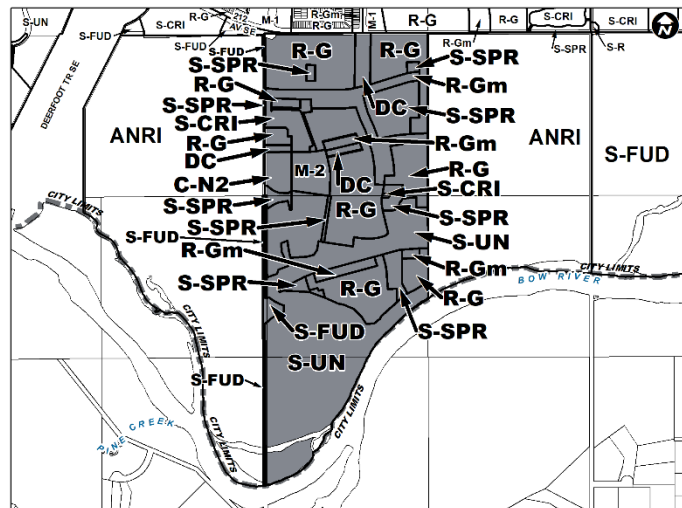 S-UN
S-CRI
R-G
212
AV SE
M-1
R-Gm
R-G
M-1
R-G
R-G
S-CRI
S-CRI
S-FUD
S-FUD
S-FUD
R-Gm
S-SPR
S-R
N
DEERFOOT TR SE
R-G
R-G
S-SPR
S-SPR
R-Gm
R-G
S-SPR
DC
S-SPR
S-CRI
ANRI
R-Gm
ANRI
R-G
S-FUD
DC
M-2
R-G
C-N2
DC
S-CRI
CITY LIMITS
S-SPR
R-G
S-SPR
S-SPR
S-FUD
S-UN
R-Gm
R-Gm
CITY LIMITS
CITY LIMITS
BOW RIVER
S-SPR
R-G
R-G
S-FUD
S-SPR
CITY LIMITS
S-UN
S-FUD
CITY LIMITS
PINE CREEK
CITY LIMITS